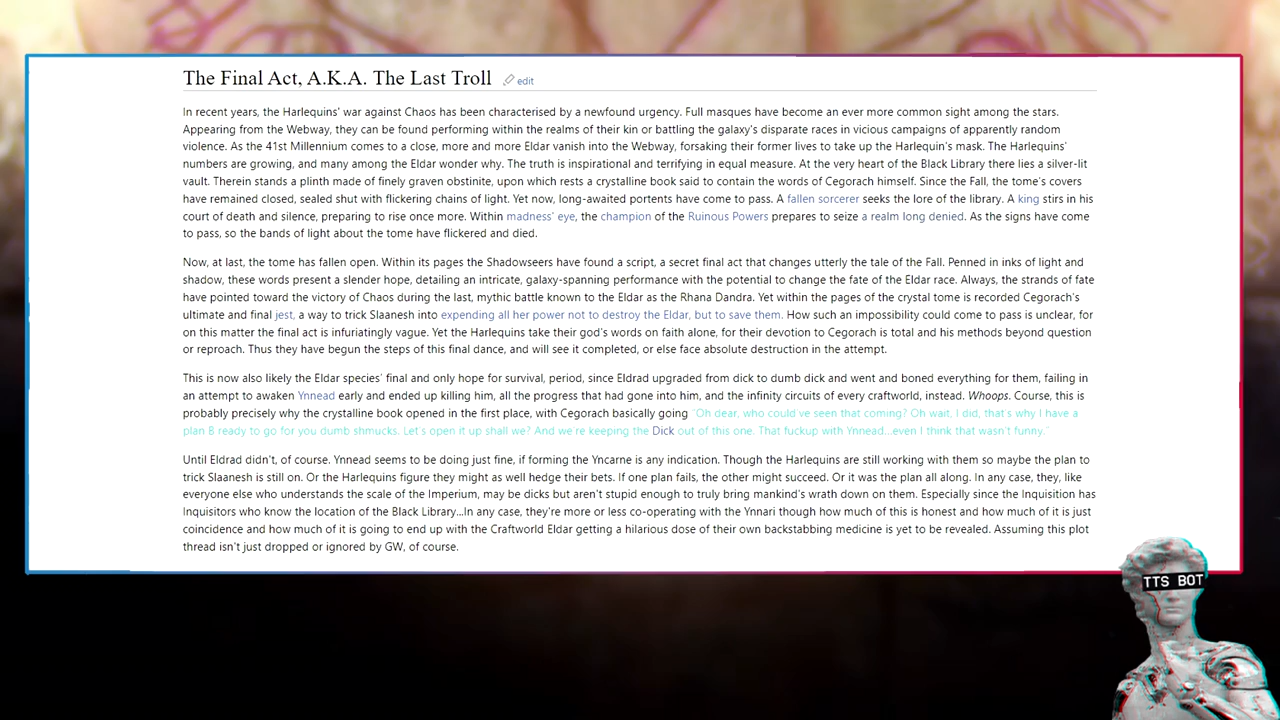 The Final Act, A.K.A. The Last Troll edit
In recent years, the Harlequins' war against Chaos has been characterised by a newfound urgency. Full masques have become an ever more common sight among the stars.
Appearing from the Webway, they can be found performing within the realms of their kin or battling the galaxy's disparate races in vicious campaigns of apparently random
violence. As the 41st Millennium comes to a close, more and more Eldar vanish into the Webway, forsaking their former lives to take up the Harlequin's mask. The Harlequins'
numbers are growing, and many among the Eldar wonder why. The truth is inspirational and terrifying in equal measure. At the very heart of the Black Library there lies a silver-lit
vault. Therein stands a plinth made of finely graven obstinite, upon which rests a crystalline book said to contain the words of Cegorach himself. Since the Fall, the tome's covers
have remained closed, sealed shut with flickering chains of light. Yet now, long-awaited portents have come to pass. A fallen sorcerer seeks the lore of the library. A king stirs in his
court of death and silence, preparing to rise once more. Within madness' eye, the champion of the Ruinous Powers prepares to seize a realm long denied. As the signs have come
to pass, so the bands of light about the tome have flickered and died.
Now, at last, the tome has fallen open. Within its pages the Shadowseers have found a script, a secret final act that changes utterly the tale of the Fall. Penned in inks of light and
shadow, these words present a slender hope, detailing an intricate, galaxy-spanning performance with the potential to change the fate of the Eldar race. Always, the strands of fate
have pointed toward the victory of Chaos during the last, mythic battle known to the Eldar as the Rhana Dandra. Yet within the pages of the crystal tome is recorded Cegorach's
ultimate and final jest, a way to trick Slaanesh into expending all her power not to destroy the Eldar, but to save them. How such an impossibility could come to pass is unclear, for
on this matter the final act is infuriatingly vague. Yet the Harlequins take their god's words on faith alone, for their devotion to Cegorach is total and his methods beyond question
or reproach. Thus they have begun the steps of this final dance, and will see it completed, or else face absolute destruction in the attempt.
This is now also likely the Eldar species' final and only hope for survival, period, since Eldrad upgraded from dick to dumb dick and went and boned everything for them, failing in
an attempt to awaken Ynnead early and ended up killing him, all the progress that had gone into him, and the infinity circuits of every craftworld, instead. Whoops. Course, this is
probably precisely why the crystalline book opened in the first place, with Cegorach basically going "Oh dear, who could've seen that coming? Oh wait, I did, that's why I have a
plan B ready to go for you dumb shmucks. Let's open it up shall we? And we're keeping the Dick out of this one. That fuckup with Ynnead...even I think that wasn't funny."
Until Eldrad didn't, of course. Ynnead seems to be doing just fine, if forming the Yncarne is any indication. Though the Harlequins are still working with them so maybe the plan to
trick Slaanesh is still on. Or the Harlequins figure they might as well hedge their bets. If one plan fails, the other might succeed. Or it was the plan all along. In any case, they, like
everyone else who understands the scale of the Imperium, may be dicks but aren't stupid enough to truly bring mankind's wrath down on them. Especially since the Inquisition has
Inquisitors who know the location of the Black Library...In any case, they're more or less co-operating with the Ynnari though how much of this is honest and how much of it is just
coincidence and how much of it is going to end up with the Craftworld Eldar getting a hilarious dose of their own backstabbing medicine is yet to be revealed. Assuming this plot
thread isn't just dropped or ignored by GW, of course.
TTS BOT